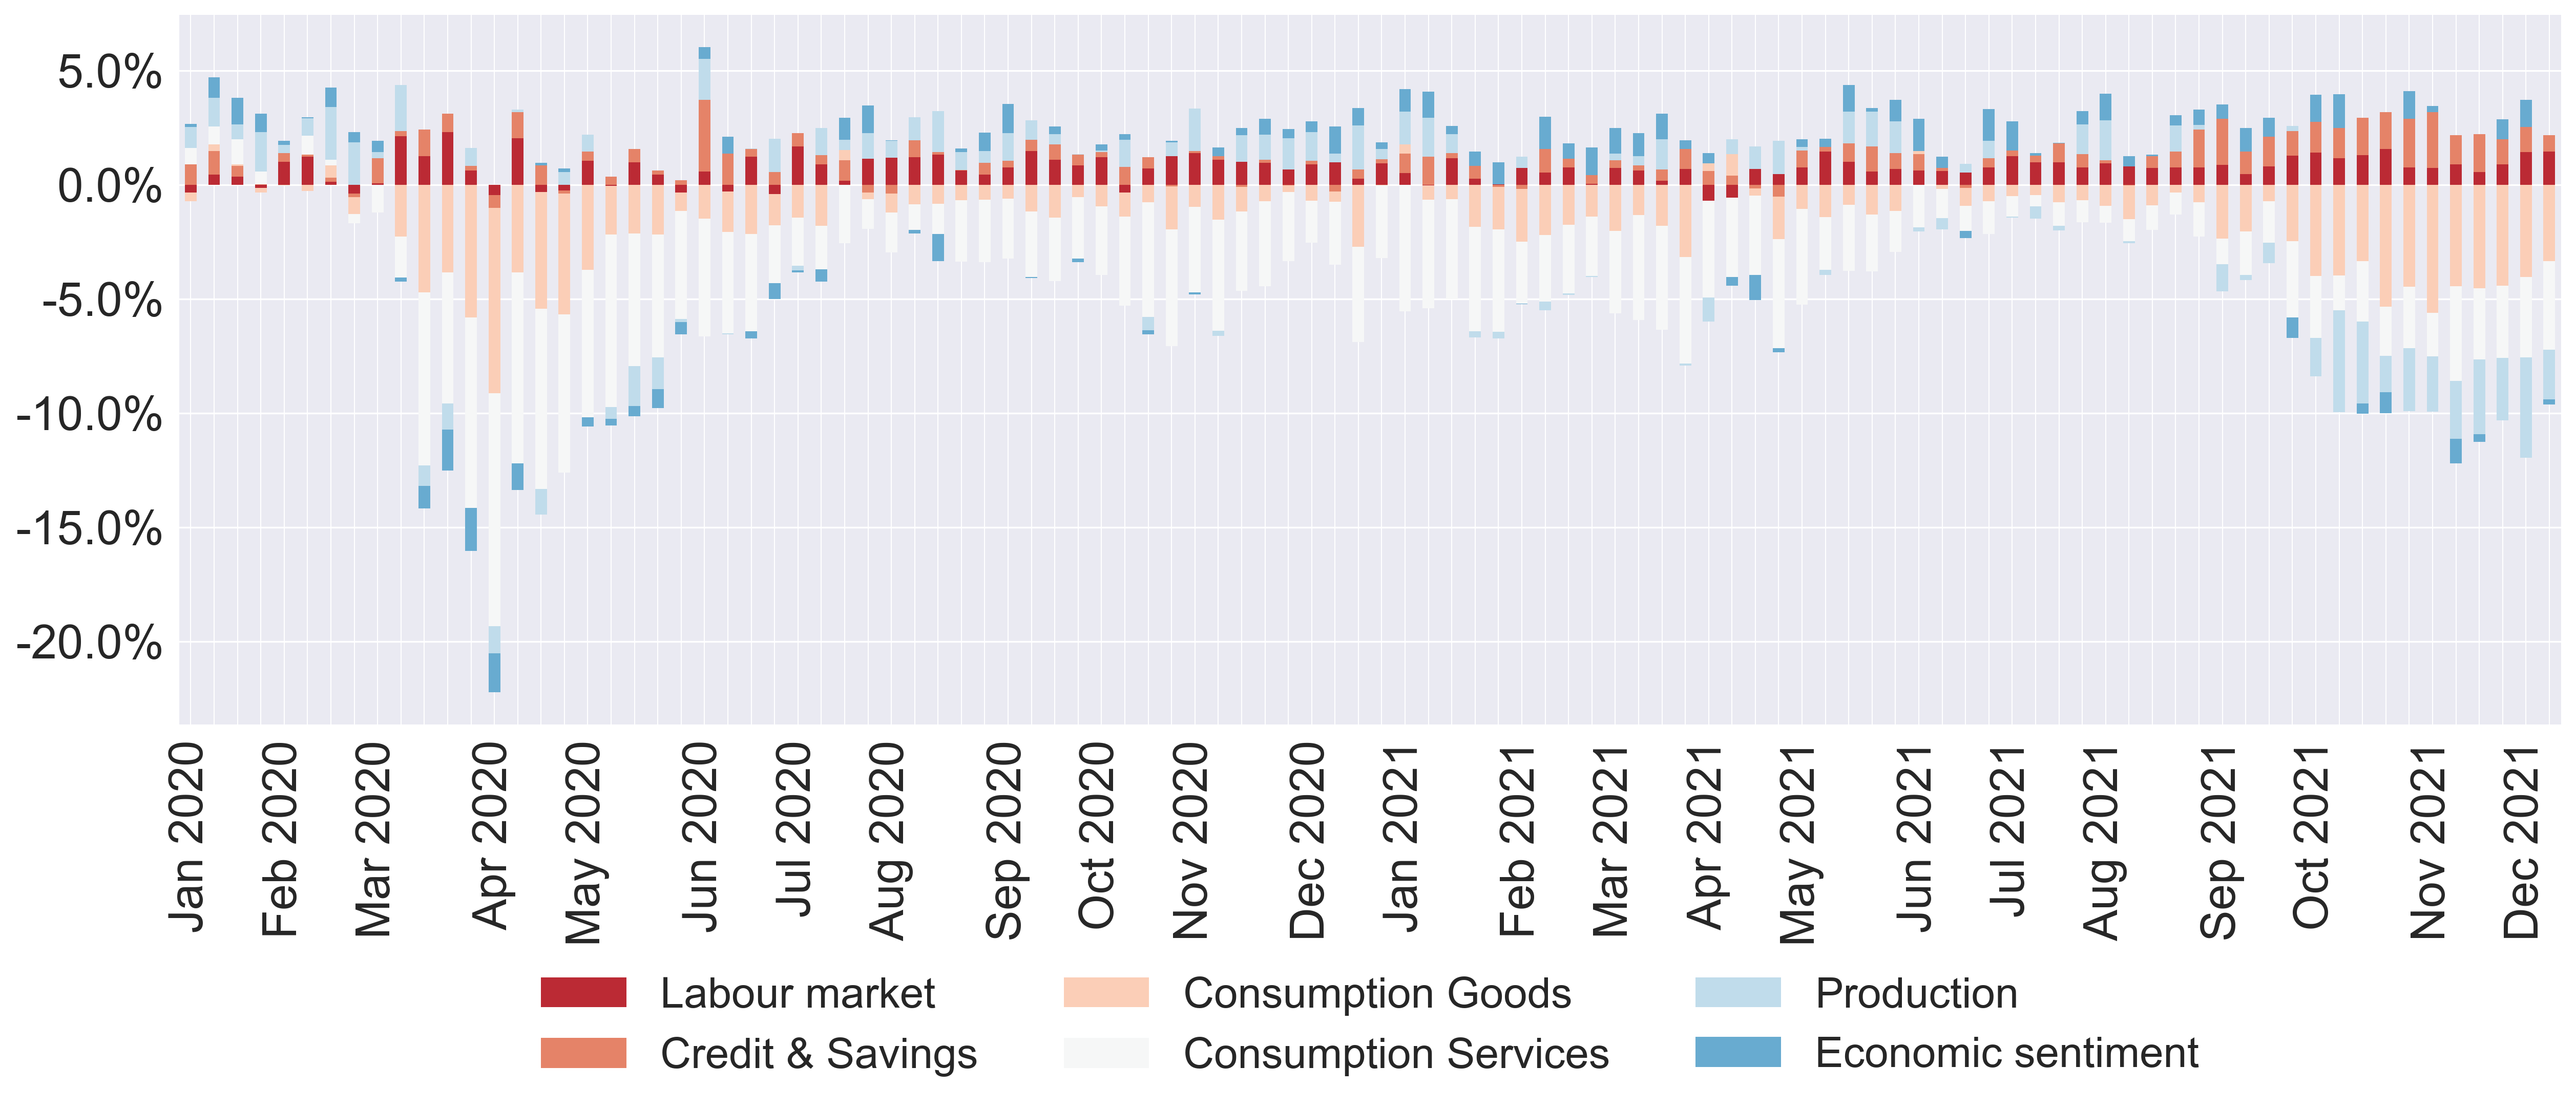 5.0%
0.0%
-5.0%
-10.0%
-15.0%
-20.0%
Jan 2020
Feb 2020
Mar 2020
Apr 2020
May 2020
Jun 2020
Jul 2020
Aug 2020
Sep 2020
Oct 2020
Nov 2020
Dec 2020
Jan 2021
Feb 2021
Mar 2021
Apr 2021
May 2021
Jun 2021
Jul 2021
Aug 2021
Sep 2021
Oct 2021
Nov 2021
Dec 2021
Labour market
Credit & Savings
Consumption Goods
Consumption Services
Production
Economic sentiment